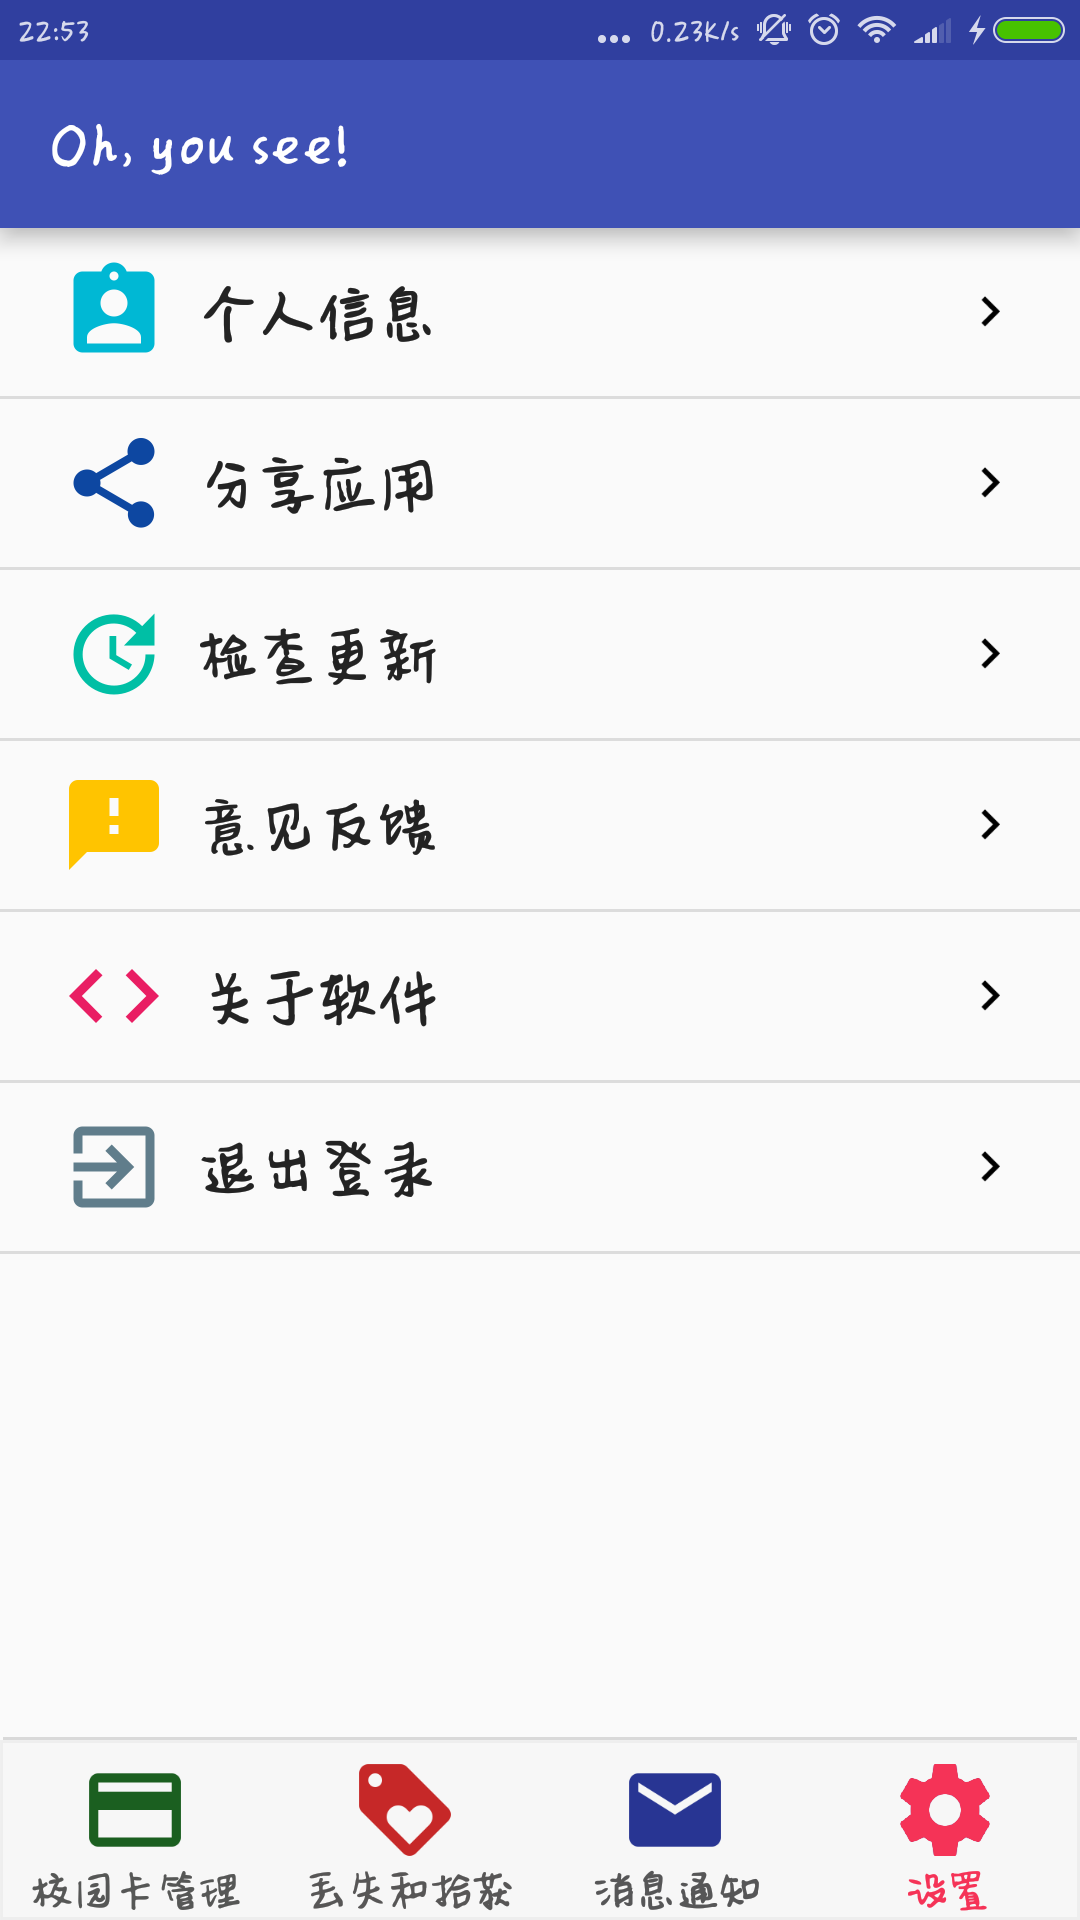 22:53 ... 0.23K/s
Oh, you see!
个人信息
分享应用
检查更新
意见反馈
关于软件
退出登录
校园卡管理 丢失和拾获 消息通知 设置